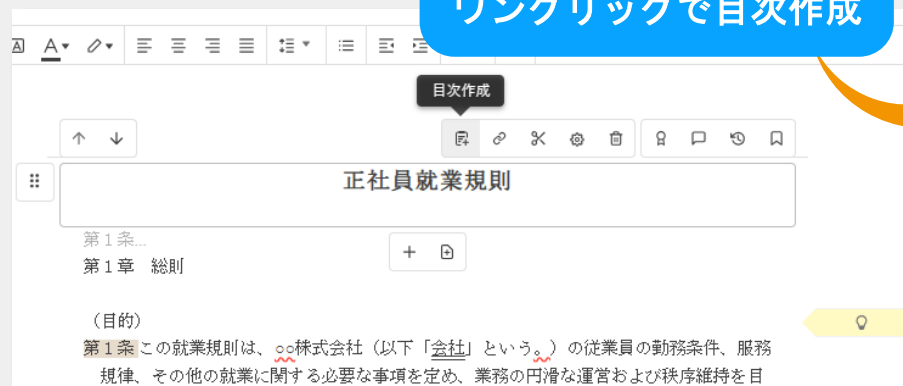 ワンクリックで目次作成
A
目次作成
正社員就業規則
第1条...
第1章 総則
（目的）
第1条この就業規則は、○○株式会社（以下「会社」という。）の従業員の勤務条件、服務
規律、その他の就業に関する必要な事項を定め、業務の円滑な運営および秩序維持を目